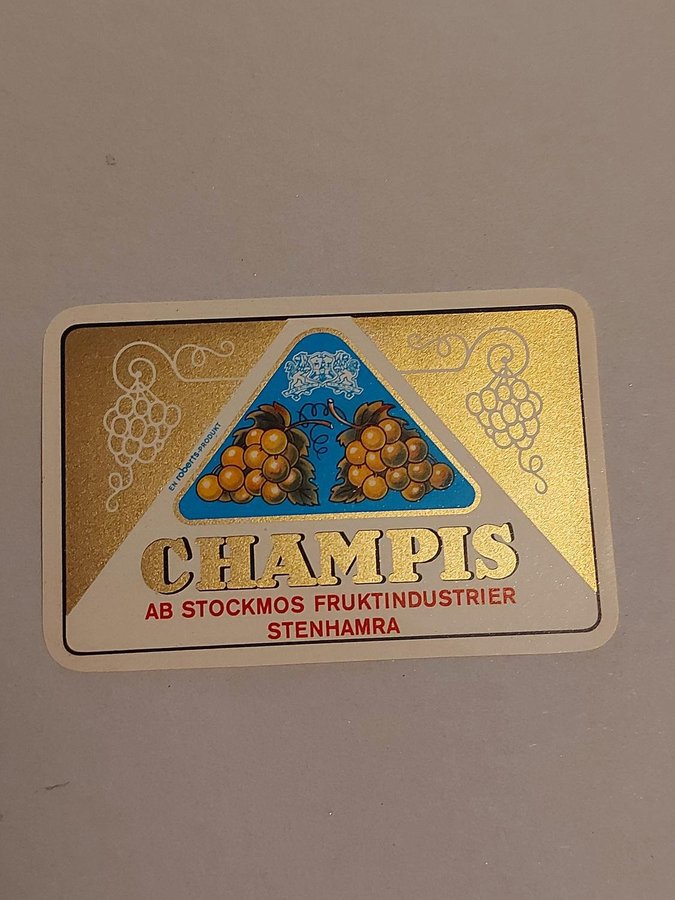 EN roberts PRODUKT
CHAMPIS
AB STOCKMOS FRUKTINDUSTRIER
STENHAMRA